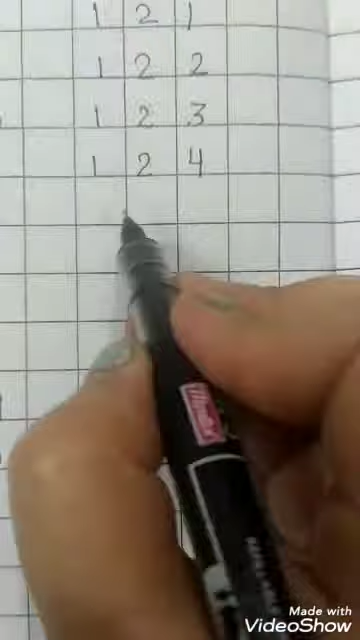 1 2 1
1 2 2
1 2 3
1 2 4
Made with
VideoShow